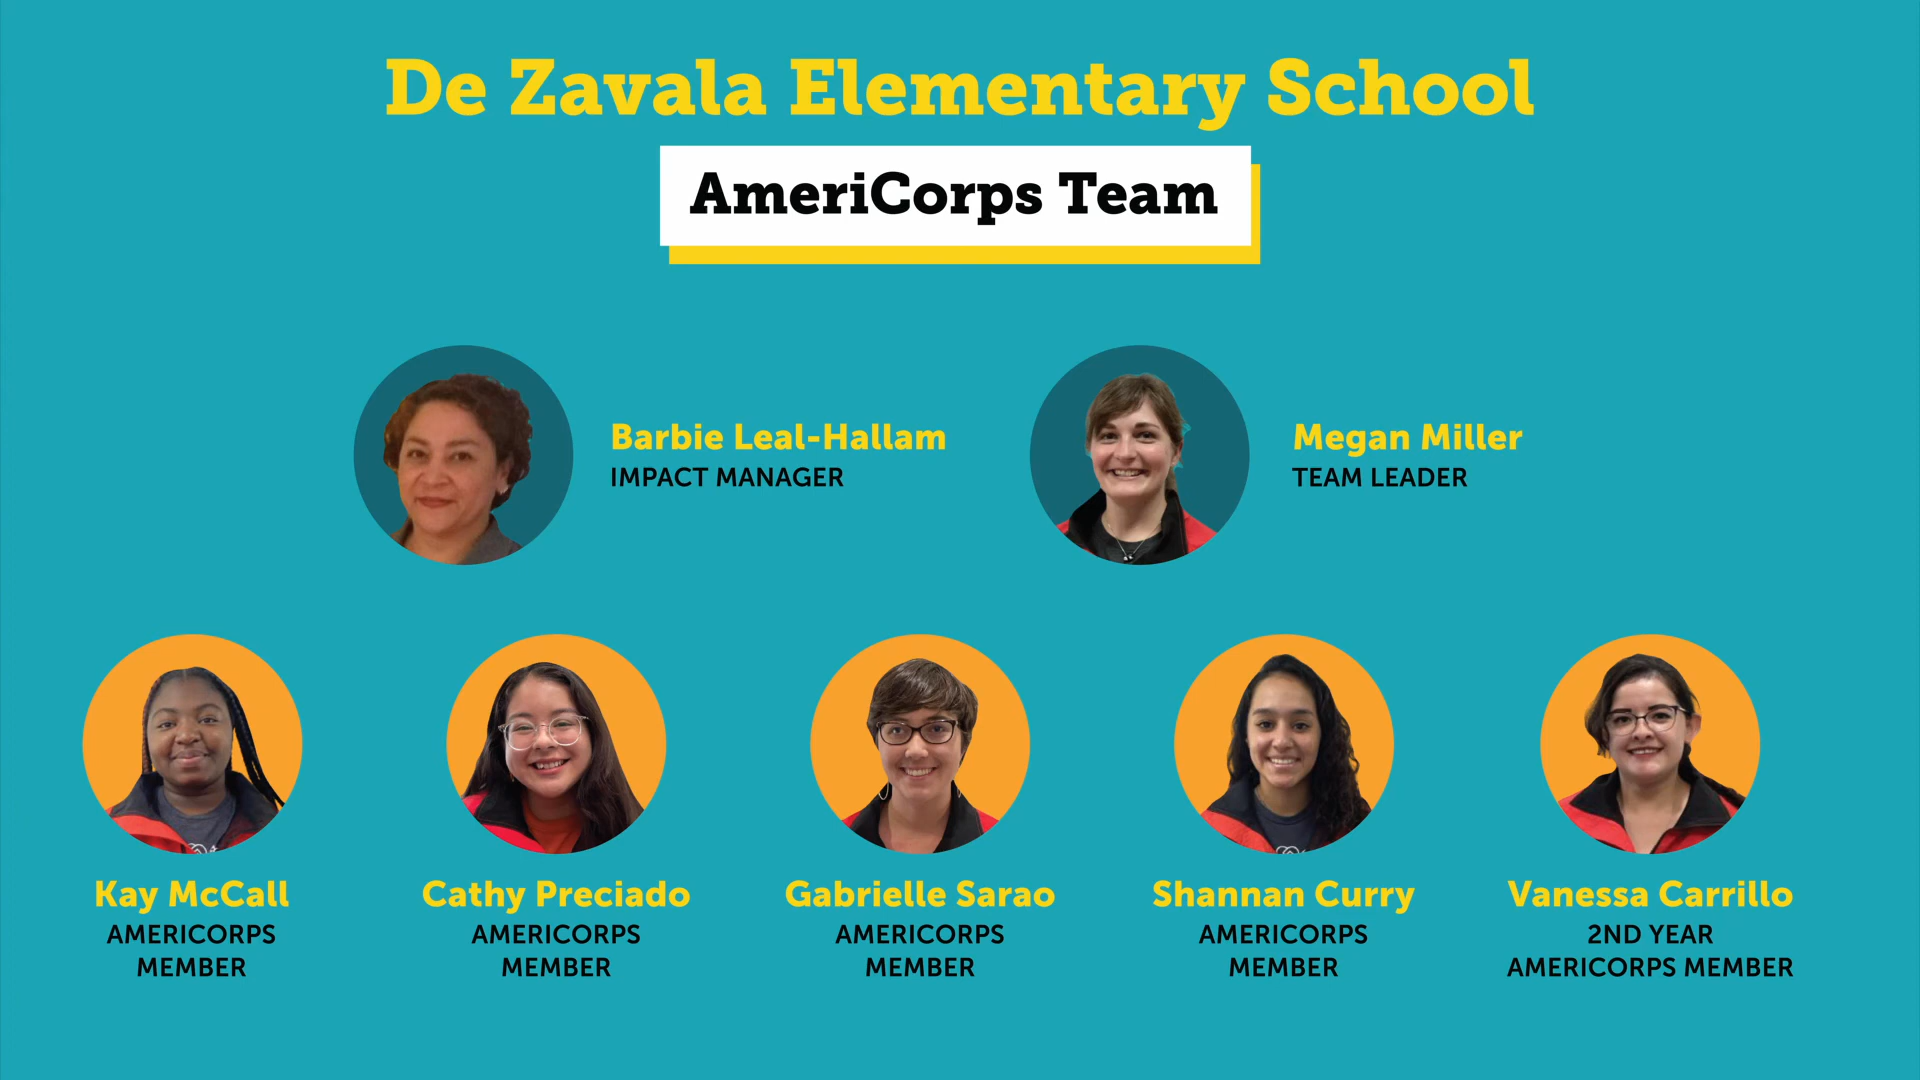 De Zavala Elementary School
AmeriCorps Team
Barbie Leal-Hallam
IMPACT MANAGER
Megan Miller
TEAM LEADER
Kay McCall
AMERICORPS
MEMBER
Cathy Preciado
AMERICORPS
MEMBER
Gabrielle Sarao
AMERICORPS
MEMBER
Shannan Curry
AMERICORPS
MEMBER
Vanessa Carrillo
2ND YEAR
AMERICORPS MEMBER